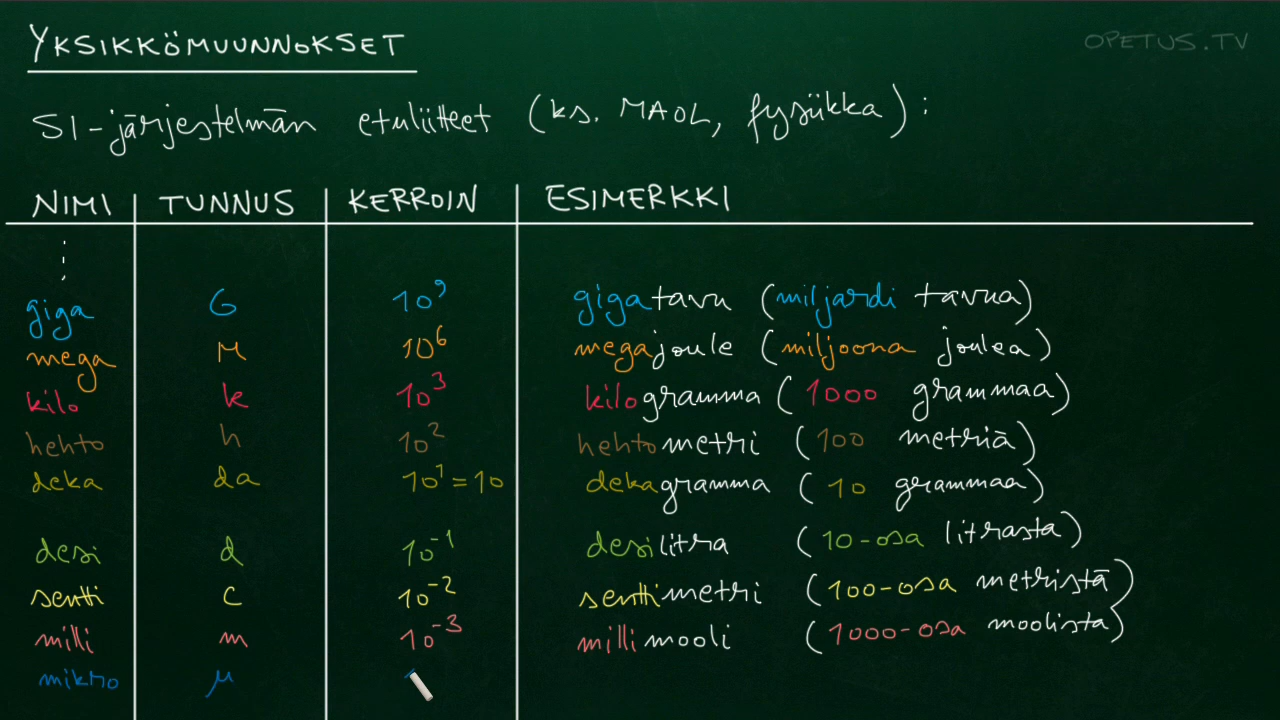 YKSIKKÖMUUNNOKSET
OPETUS.TV
SI-järjestelmän etuliitteet (ks. MAOL, fysiikka):
NIMI TUNNUS KERROIN ESIMERKKI
giga G 10⁹ gigatavu (miljardi tavua)
mega M 10⁶ megajoule (miljoona joulea)
kilo k 10³ kilogramma (1000 grammaa)
hehto h 10² hehtometri (100 metriä)
deka da 10¹=10 dekagramma (10 grammaa)
desi d 10⁻¹ desilitra (10-osa litrasta)
sentti c 10⁻² senttimetri (100-osa metristä)
milli m 10⁻³ millimooli (1000-osa moolista)
mikro μ